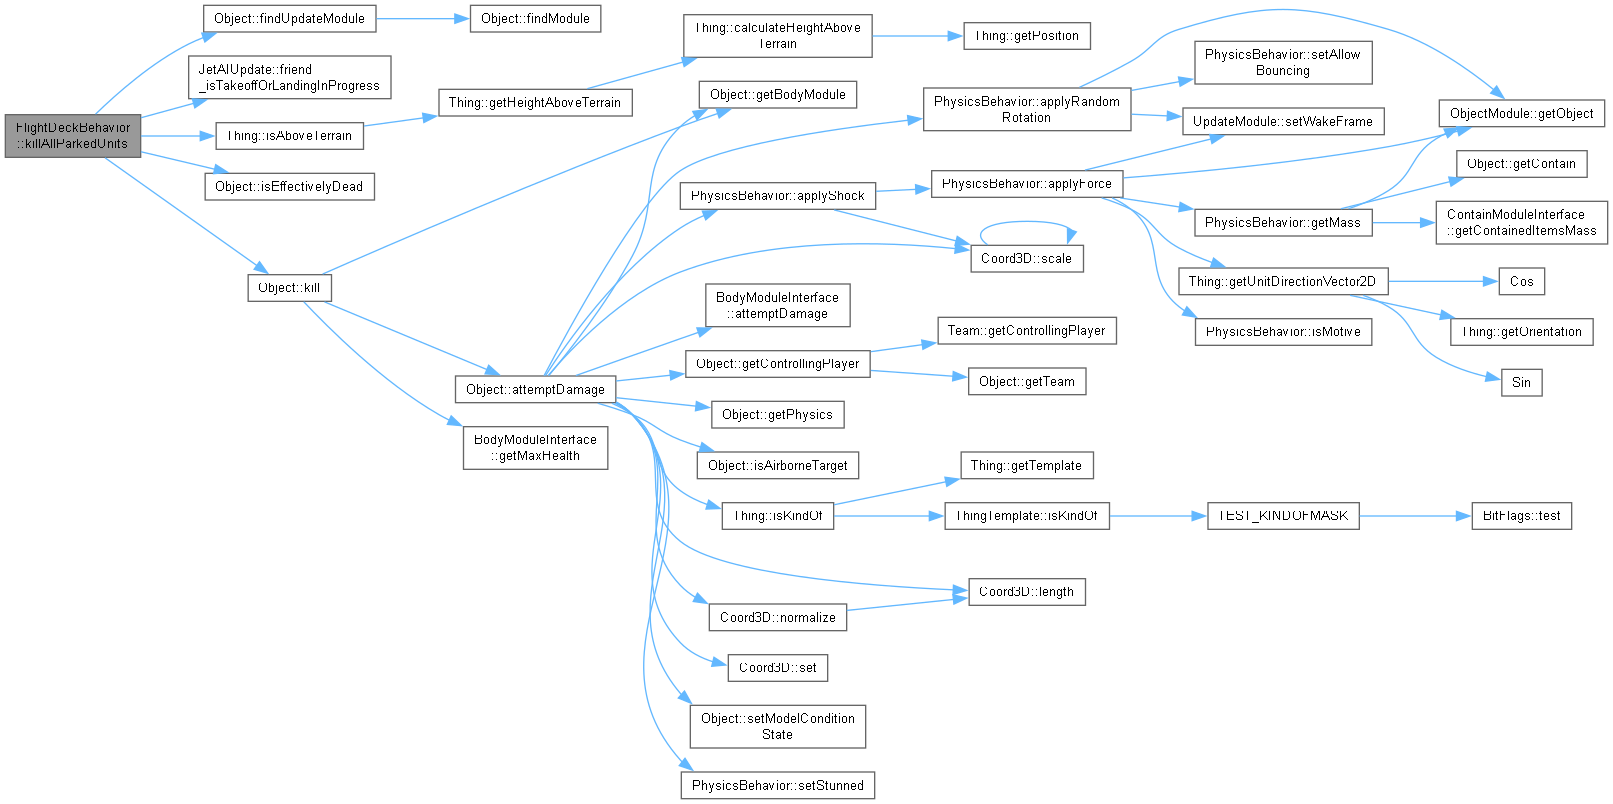 FlightDeckBehavior
::killAllParkedUnits
Object::findUpdateModule
Object::findModule
JetAIUpdate::friend
_isTakeoffOrLandingInProgress
Thing::isAboveTerrain
Thing::getHeightAboveTerrain
Thing::calculateHeightAbove
Terrain
Thing::getPosition
Object::isEffectivelyDead
Object::kill
Object::getBodyModule
Object::attemptDamage
BodyModuleInterface
::getMaxHealth
PhysicsBehavior::applyRandom
Rotation
PhysicsBehavior::setAllow
Bouncing
UpdateModule::setWakeFrame
ObjectModule::getObject
PhysicsBehavior::applyShock
PhysicsBehavior::applyForce
Object::getContain
PhysicsBehavior::getMass
ContainModuleInterface
::getContainedItemsMass
Coord3D::scale
Thing::getUnitDirectionVector2D
Cos
Thing::getOrientation
Sin
PhysicsBehavior::isMotive
BodyModuleInterface
::attemptDamage
Object::getControllingPlayer
Team::getControllingPlayer
Object::getTeam
Object::getPhysics
Object::isAirborneTarget
Thing::isKindOf
Thing::getTemplate
ThingTemplate::isKindOf
TEST_KINDOFMASK
BitFlags::test
Coord3D::length
Coord3D::normalize
Coord3D::set
Object::setModelCondition
State
PhysicsBehavior::setStunned